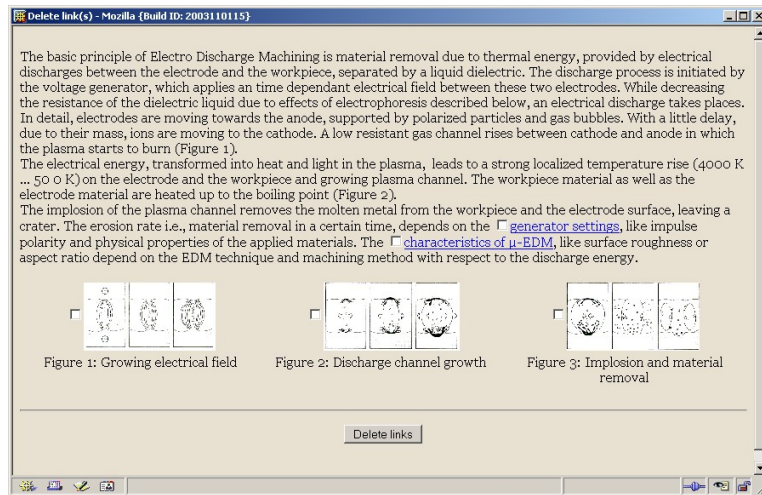 Delete link(s) - Mozilla {Build ID: 2003110115}
The basic principle of Electro Discharge Machining is material removal due to thermal energy, provided by electrical
discharges between the electrode and the workpiece, separated by a liquid dielectric. The discharge process is initiated by
the voltage generator, which applies an time dependant electrical field between these two electrodes. While decreasing
the resistance of the dielectric liquid due to effects of electrophoresis described below, an electrical discharge takes places.
In detail, electrodes are moving towards the anode, supported by polarized particles and gas bubbles. With a little delay,
due to their mass, ions are moving to the cathode. A low resistant gas channel rises between cathode and anode in which
the plasma starts to burn (Figure 1).
The electrical energy, transformed into heat and light in the plasma, leads to a strong localized temperature rise (4000 K
... 50 0 K) on the electrode and the workpiece and growing plasma channel. The workpiece material as well as the
electrode material are heated up to the boiling point (Figure 2).
The implosion of the plasma channel removes the molten metal from the workpiece and the electrode surface, leaving a
crater. The erosion rate i.e., material removal in a certain time, depends on the generator settings, like impulse
polarity and physical properties of the applied materials. The characteristics of µ-EDM, like surface roughness or
aspect ratio depend on the EDM technique and machining method with respect to the discharge energy.
Figure 1: Growing electrical field
Figure 2: Discharge channel growth
Figure 3: Implosion and material
removal
Delete links